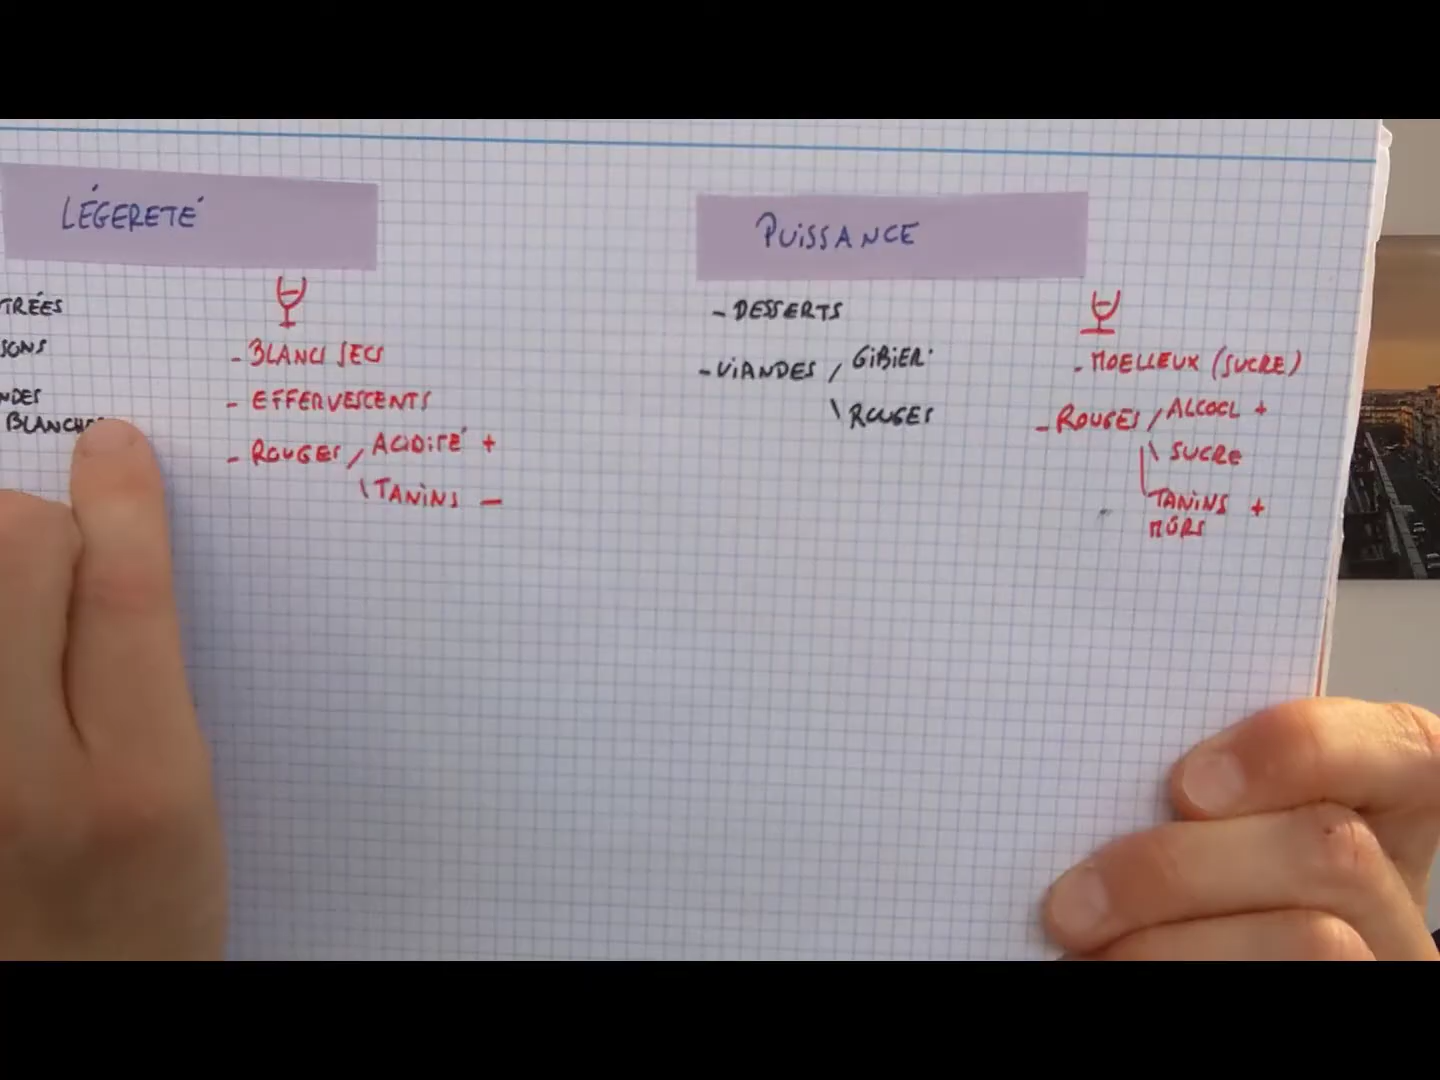 LÉGERETÉ
TRÉES
SONS
NDES
BLANCHES
- BLANCS SECS
- EFFERVESCENTS
- ROUGES / ACIDITÉ +
\ TANINS -
PUISSANCE
- DESSERTS
- VIANDES / GIBIER
\ ROUGES
- MOELLEUX (SUCRE)
- ROUGES / ALCOOL +
\ SUCRE
TANINS +
MÛRS